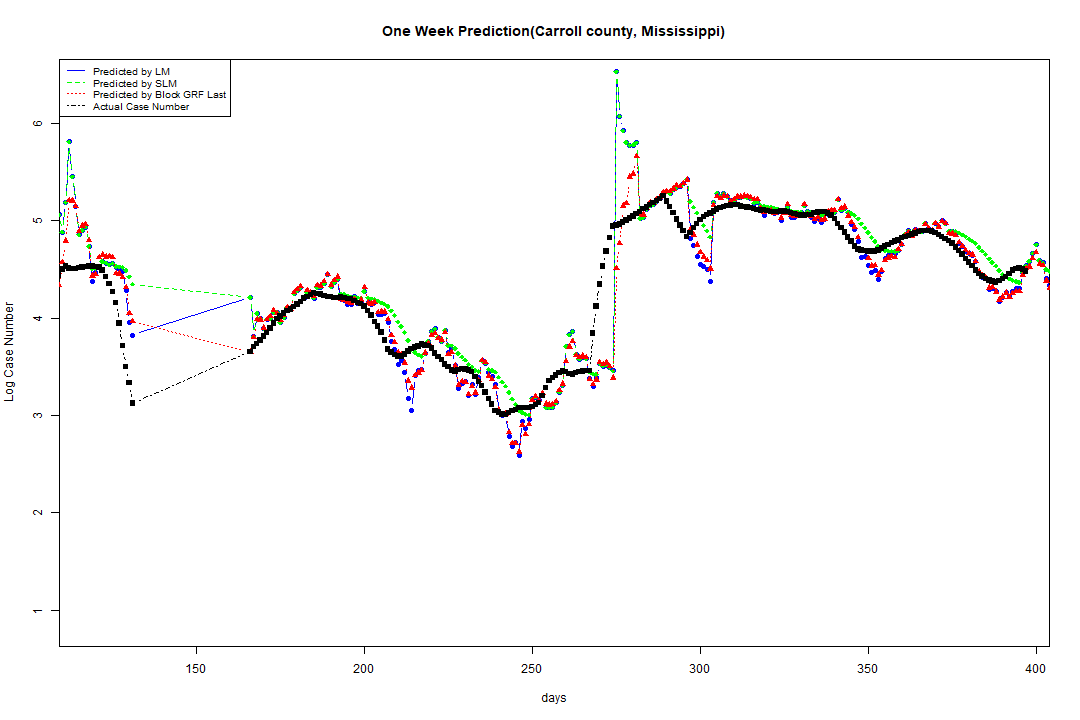 One Week Prediction(Carroll county, Mississippi)
Predicted by LM
Predicted by SLM
Predicted by Block GRF Last
Actual Case Number
Log Case Number
6
5
4
3
2
1
150 200 250 300 350 400
days